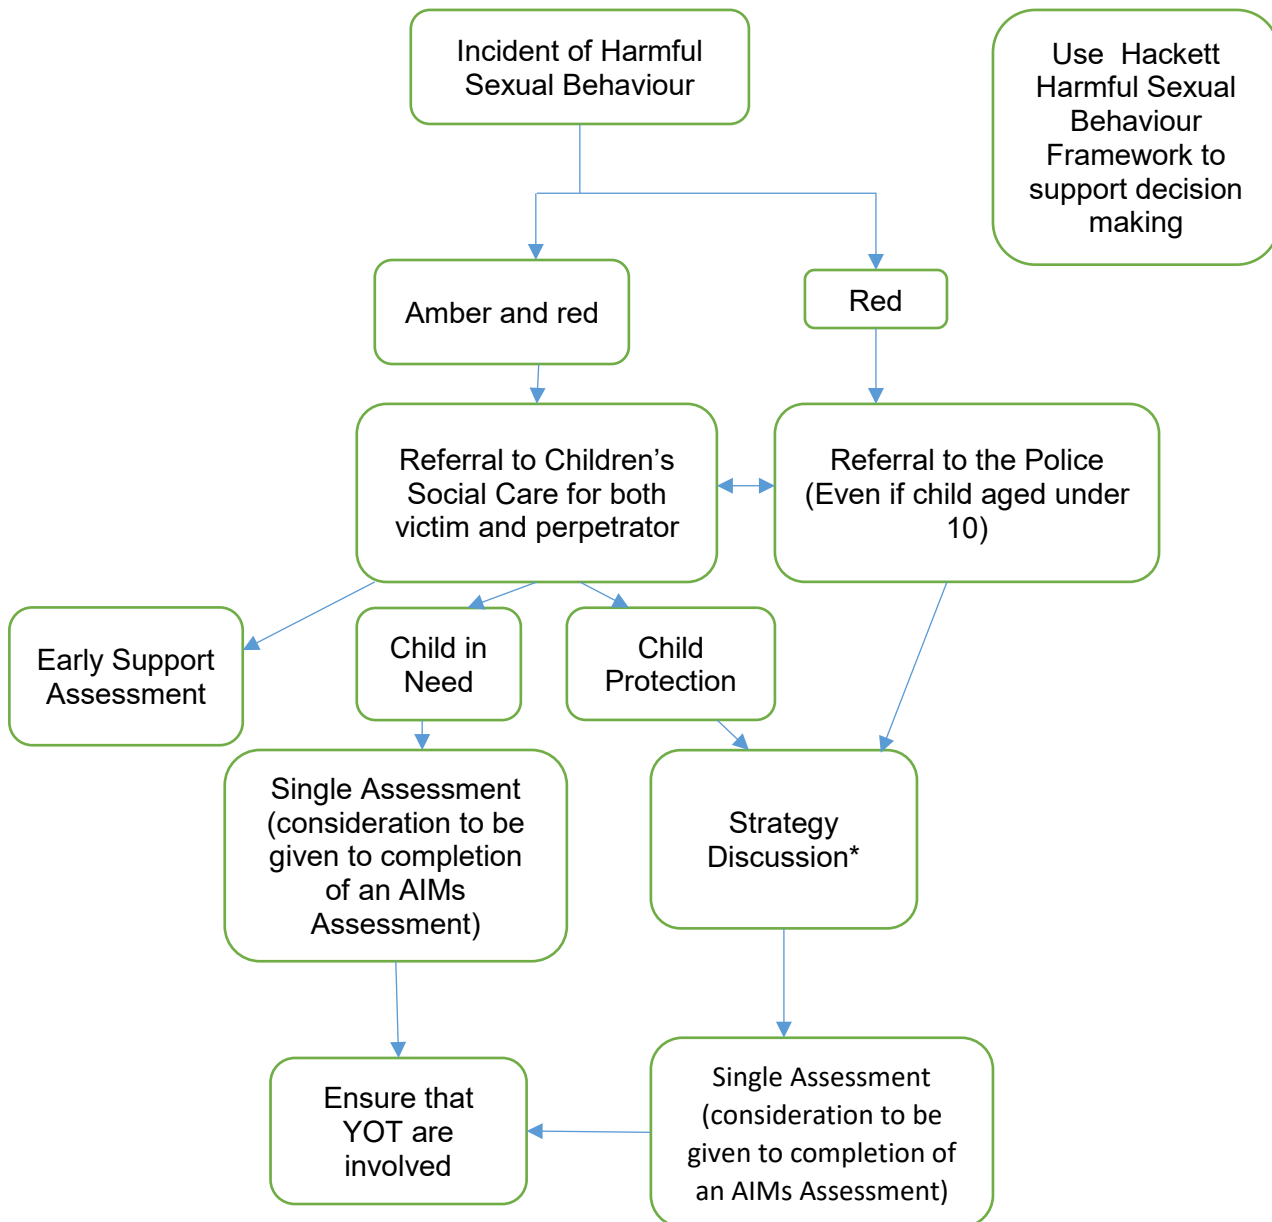 Incident of Harmful
Sexual Behaviour
Use Hackett
Harmful Sexual
Behaviour
Framework to
support decision
making
Amber and red
Red
Referral to Children’s
Social Care for both
victim and perpetrator
Referral to the Police
(Even if child aged under
10)
Early Support
Assessment
Child in
Need
Child
Protection
Single Assessment
(consideration to be
given to completion
of an AIMs
Assessment)
Strategy
Discussion*
Ensure that
YOT are
involved
Single Assessment
(consideration to be
given to completion of
an AIMs Assessment)